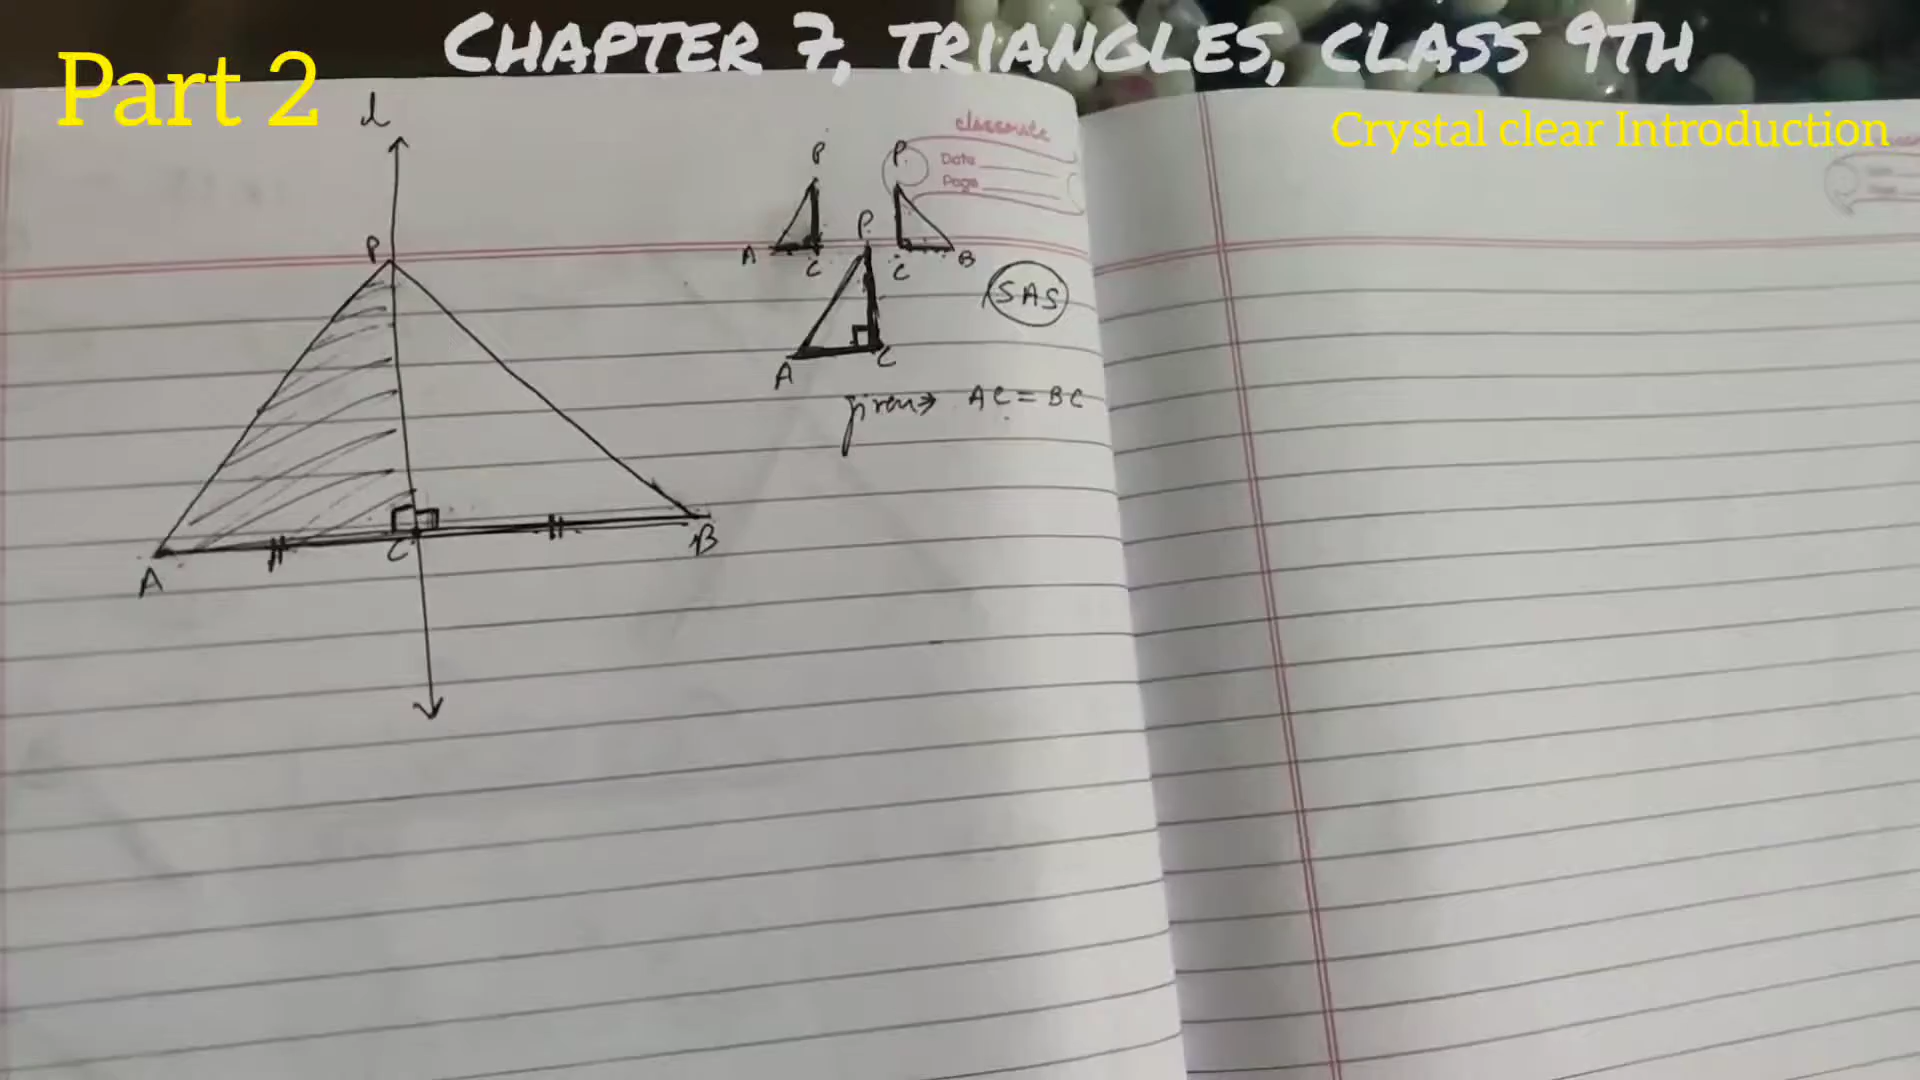 CHAPTER 7, TRIANGLES, CLASS 9TH
Part 2
Crystal clear Introduction
l
classmate
Date
Page
P
P
P
P
A
C
C
B
SAS
A
C
given⇒ AC = BC
C
B
A